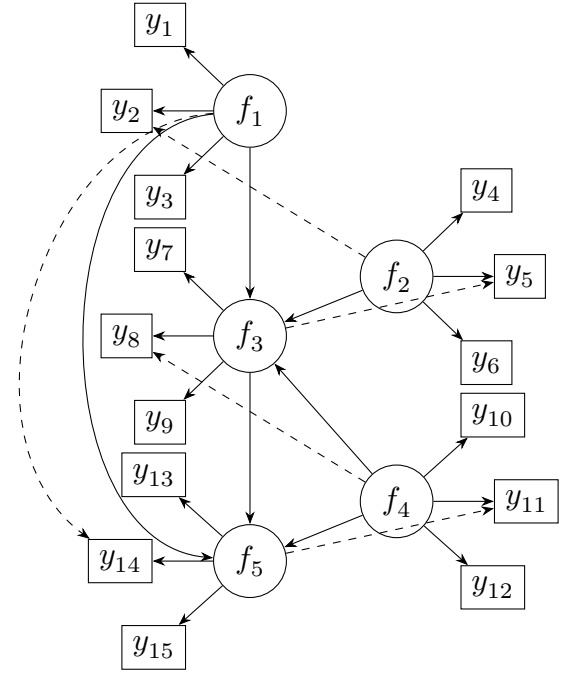 y₁
f₁
y₂
y₃
y₄
y₇
f₂
y₅
y₈
f₃
y₆
y₉
y₁₀
y₁₃
f₄
y₁₁
y₁₄
f₅
y₁₂
y₁₅